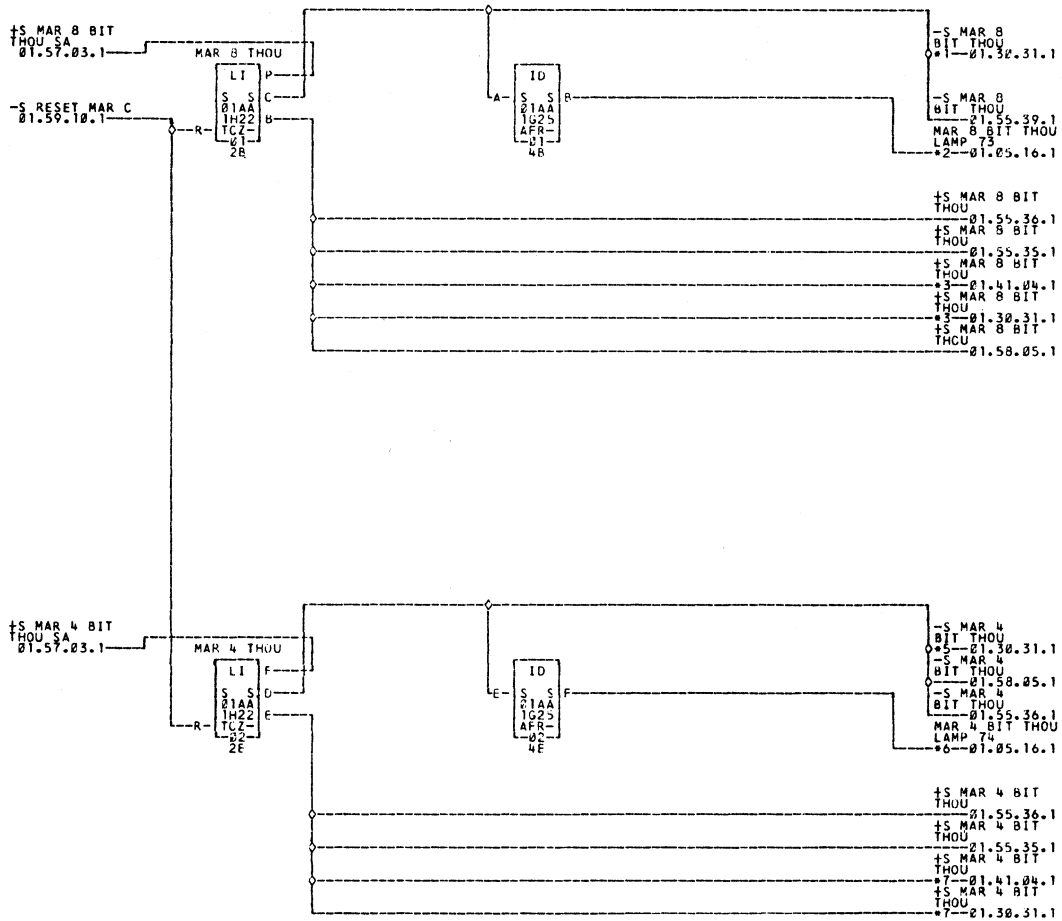 +S MAR 8 BIT
THOU SA
01.57.03.1
MAR 8 THOU
LI P
S S C
01AA
1H22 B
R TCZ-
01
2B
-S RESET MAR C
01.59.10.1
ID
A S S B
01AA
1G25
AFR-
01
4B
-S MAR 8
BIT THOU
*1--01.30.31.1
-S MAR 8
BIT THOU
01.55.39.1
MAR 8 BIT THOU
LAMP 73
*2--01.05.16.1
+S MAR 8 BIT
THOU
01.55.36.1
+S MAR 8 BIT
THOU
01.55.35.1
+S MAR 8 BIT
THOU
*3--01.41.04.1
+S MAR 8 BIT
THOU
*3--01.30.31.1
+S MAR 8 BIT
THOU
01.58.05.1
+S MAR 4 BIT
THOU SA
01.57.03.1
MAR 4 THOU
LI F
S S D
01AA
1H22 E
R TCZ-
02
2E
ID
E S S F
01AA
1G25
AFR-
02
4E
-S MAR 4
BIT THOU
*5--01.30.31.1
-S MAR 4
BIT THOU
01.58.05.1
-S MAR 4
BIT THOU
01.55.36.1
MAR 4 BIT THOU
LAMP 74
*6--01.05.16.1
+S MAR 4 BIT
THOU
01.55.36.1
+S MAR 4 BIT
THOU
01.55.35.1
+S MAR 4 BIT
THOU
*7--01.41.04.1
+S MAR 4 BIT
THOU
*7--01.30.31.1